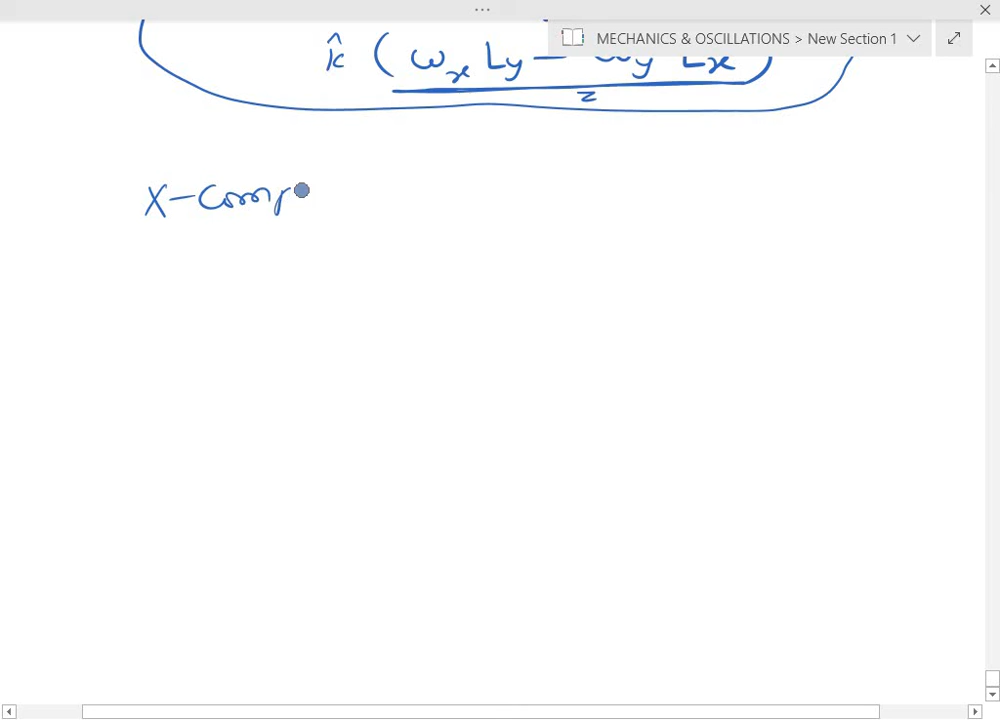 ...
MECHANICS & OSCILLATIONS > New Section 1
k̂ ( ωx Ly − ωy Lx )
z
X-Comp